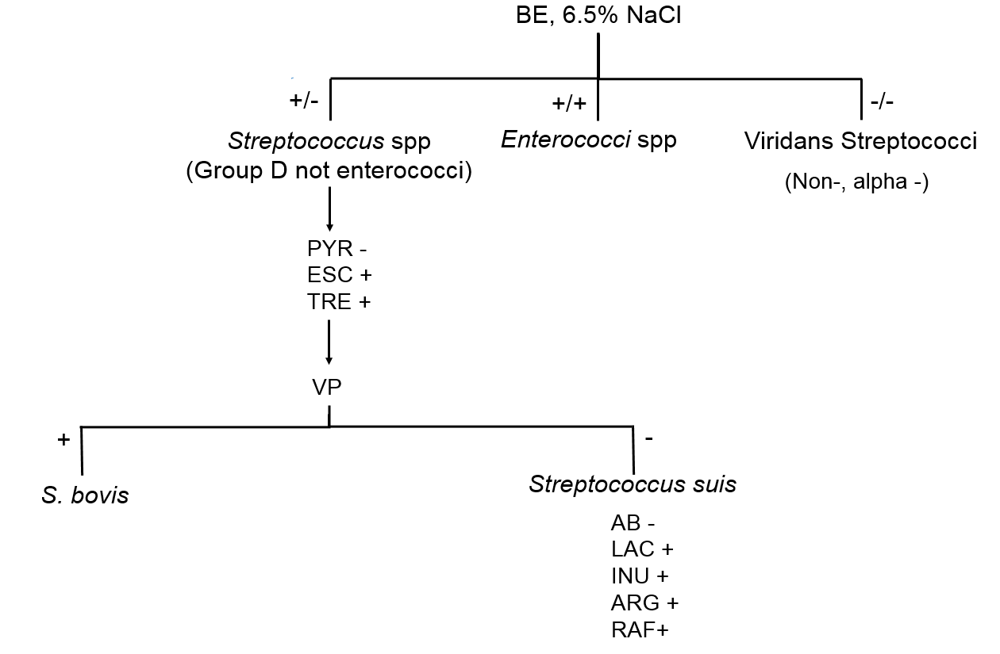 BE, 6.5% NaCl
+/-
+/+
-/-
Streptococcus spp
(Group D not enterococci)
Enterococci spp
Viridans Streptococci
(Non-, alpha -)
PYR -
ESC +
TRE +
VP
+
-
S. bovis
Streptococcus suis
AB -
LAC +
INU +
ARG +
RAF+